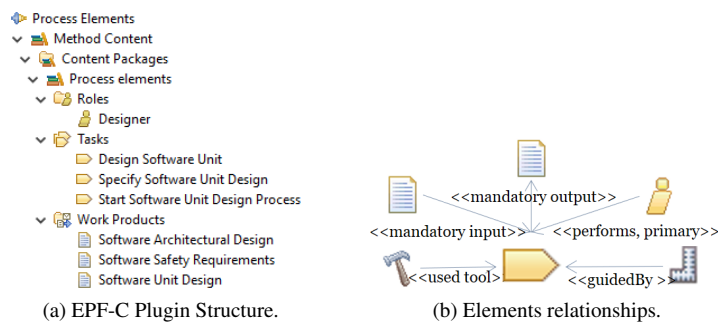 Process Elements
Method Content
Content Packages
Process elements
Roles
Designer
Tasks
Design Software Unit
Specify Software Unit Design
Start Software Unit Design Process
Work Products
Software Architectural Design
Software Safety Requirements
Software Unit Design
(a) EPF-C Plugin Structure.
<<mandatory output>>
<<mandatory input>>
<<performs, primary>>
<<used tool>
<<guidedBy >>
(b) Elements relationships.